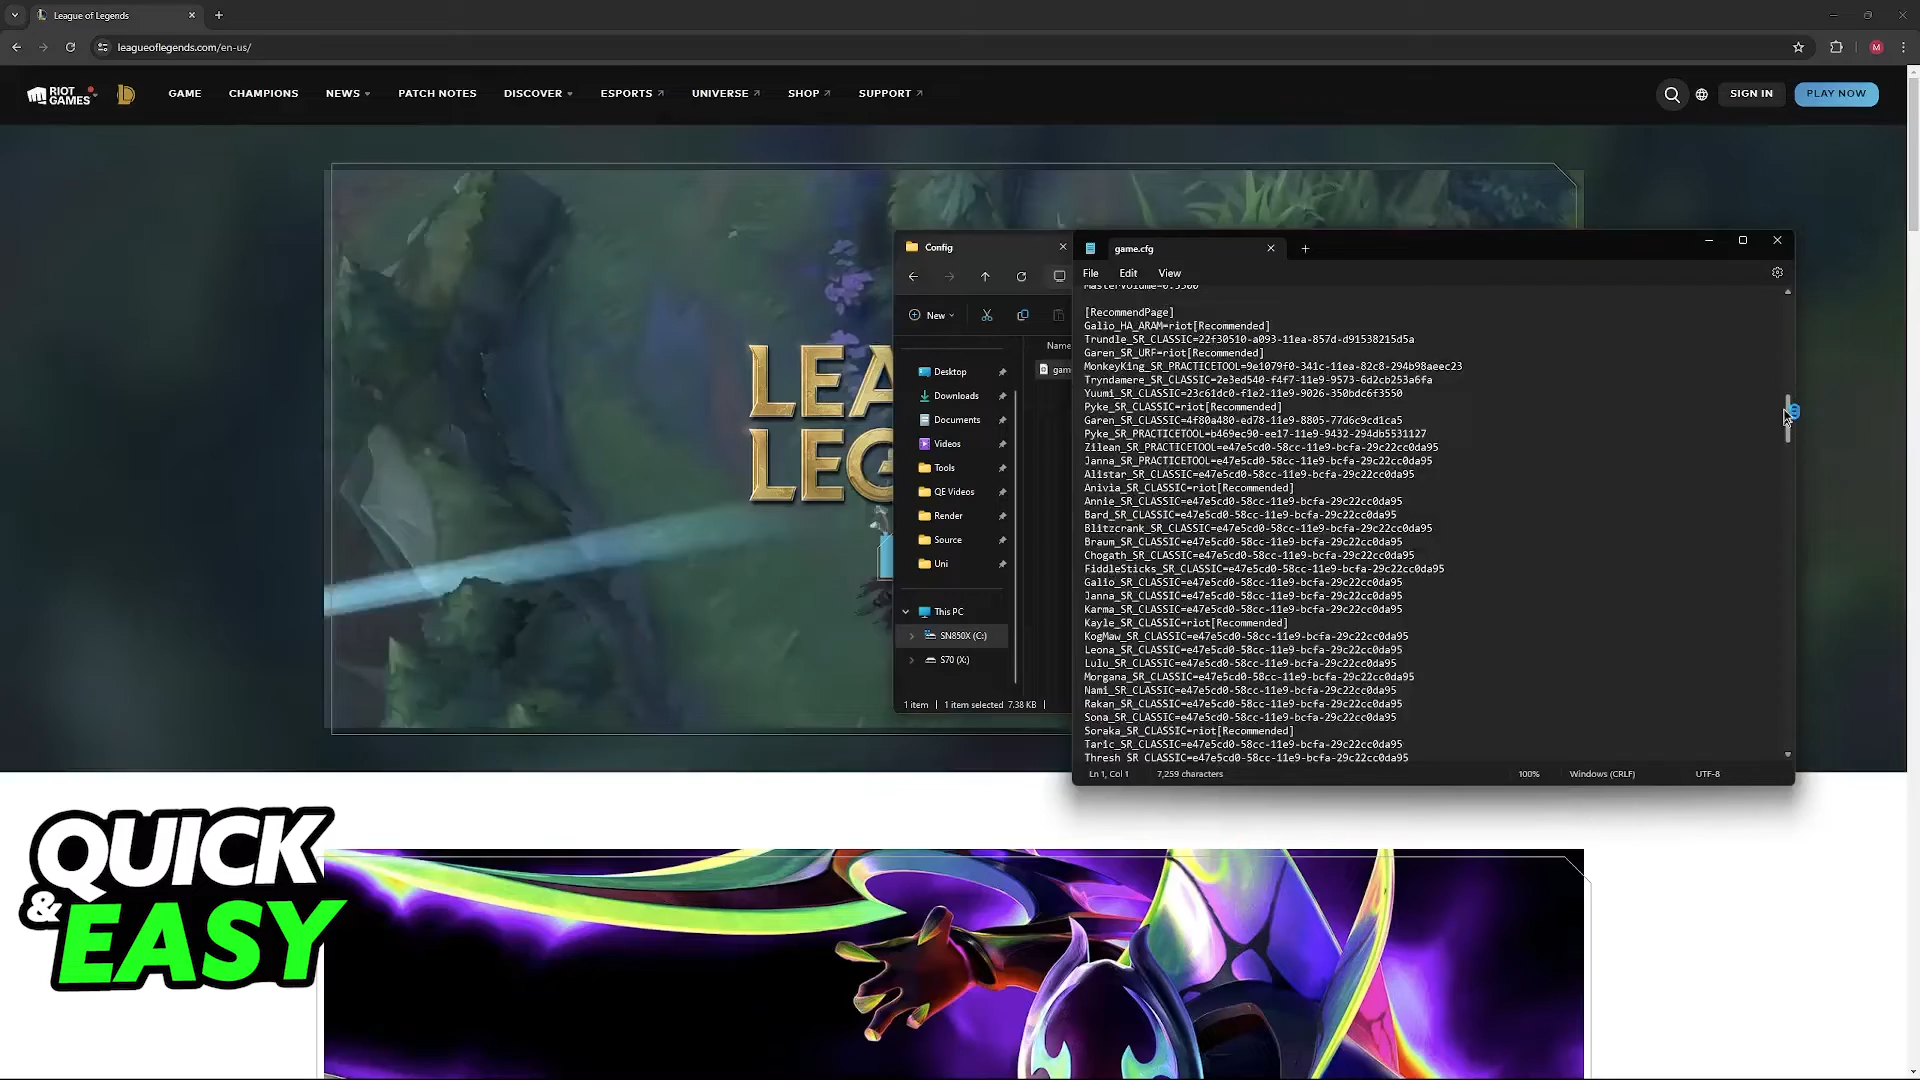 League of Legends
leagueoflegends.com/en-us/
M
RIOT GAMES
GAME
CHAMPIONS
NEWS
PATCH NOTES
DISCOVER
ESPORTS
UNIVERSE
SHOP
SUPPORT
SIGN IN
PLAY NOW
LEA
LEG
Config
New
Name
gam
Desktop
Downloads
Documents
Videos
Tools
QE Videos
Render
Source
Uni
This PC
SN850X (C:)
S70 (X:)
1 item
1 item selected 7.38 KB
game.cfg
File
Edit
View
MasterVolume=0.5500
[RecommendPage]
Galio_HA_ARAM=riot[Recommended]
Trundle_SR_CLASSIC=22f30510-a093-11ea-857d-d91538215d5a
Garen_SR_URF=riot[Recommended]
MonkeyKing_SR_PRACTICETOOL=9e1079f0-341c-11ea-82c8-294b98aeec23
Tryndamere_SR_CLASSIC=2e3ed540-f4f7-11e9-9573-6d2cb253a6fa
Yuumi_SR_CLASSIC=23c61dc0-f1e2-11e9-9026-350bdc6f3550
Pyke_SR_CLASSIC=riot[Recommended]
Garen_SR_CLASSIC=4f80a480-ed78-11e9-8805-77d6c9cd1ca5
Pyke_SR_PRACTICETOOL=b469ec90-ee17-11e9-9432-294db5531127
Zilean_SR_PRACTICETOOL=e47e5cd0-58cc-11e9-bcfa-29c22cc0da95
Janna_SR_PRACTICETOOL=e47e5cd0-58cc-11e9-bcfa-29c22cc0da95
Alistar_SR_CLASSIC=e47e5cd0-58cc-11e9-bcfa-29c22cc0da95
Anivia_SR_CLASSIC=riot[Recommended]
Annie_SR_CLASSIC=e47e5cd0-58cc-11e9-bcfa-29c22cc0da95
Bard_SR_CLASSIC=e47e5cd0-58cc-11e9-bcfa-29c22cc0da95
Blitzcrank_SR_CLASSIC=e47e5cd0-58cc-11e9-bcfa-29c22cc0da95
Braum_SR_CLASSIC=e47e5cd0-58cc-11e9-bcfa-29c22cc0da95
Chogath_SR_CLASSIC=e47e5cd0-58cc-11e9-bcfa-29c22cc0da95
FiddleSticks_SR_CLASSIC=e47e5cd0-58cc-11e9-bcfa-29c22cc0da95
Galio_SR_CLASSIC=e47e5cd0-58cc-11e9-bcfa-29c22cc0da95
Janna_SR_CLASSIC=e47e5cd0-58cc-11e9-bcfa-29c22cc0da95
Karma_SR_CLASSIC=e47e5cd0-58cc-11e9-bcfa-29c22cc0da95
Kayle_SR_CLASSIC=riot[Recommended]
KogMaw_SR_CLASSIC=e47e5cd0-58cc-11e9-bcfa-29c22cc0da95
Leona_SR_CLASSIC=e47e5cd0-58cc-11e9-bcfa-29c22cc0da95
Lulu_SR_CLASSIC=e47e5cd0-58cc-11e9-bcfa-29c22cc0da95
Morgana_SR_CLASSIC=e47e5cd0-58cc-11e9-bcfa-29c22cc0da95
Nami_SR_CLASSIC=e47e5cd0-58cc-11e9-bcfa-29c22cc0da95
Rakan_SR_CLASSIC=e47e5cd0-58cc-11e9-bcfa-29c22cc0da95
Sona_SR_CLASSIC=e47e5cd0-58cc-11e9-bcfa-29c22cc0da95
Soraka_SR_CLASSIC=riot[Recommended]
Taric_SR_CLASSIC=e47e5cd0-58cc-11e9-bcfa-29c22cc0da95
Thresh_SR_CLASSIC=e47e5cd0-58cc-11e9-bcfa-29c22cc0da95
Ln 1, Col 1
7,259 characters
100%
Windows (CRLF)
UTF-8
QUICK
& EASY